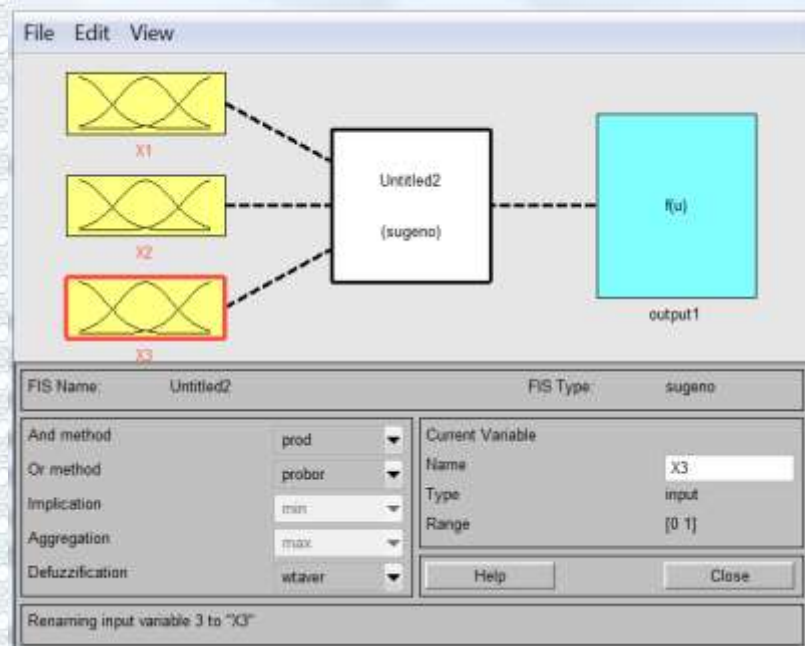 File Edit View
X1
X2
X3
Untitled2
(sugeno)
f(u)
output1
FIS Name: Untitled2 FIS Type: sugeno
And method prod
Or method probor
Implication min
Aggregation max
Defuzzification wtaver
Current Variable
Name X3
Type input
Range [0 1]
Help Close
Renaming input variable 3 to "X3"